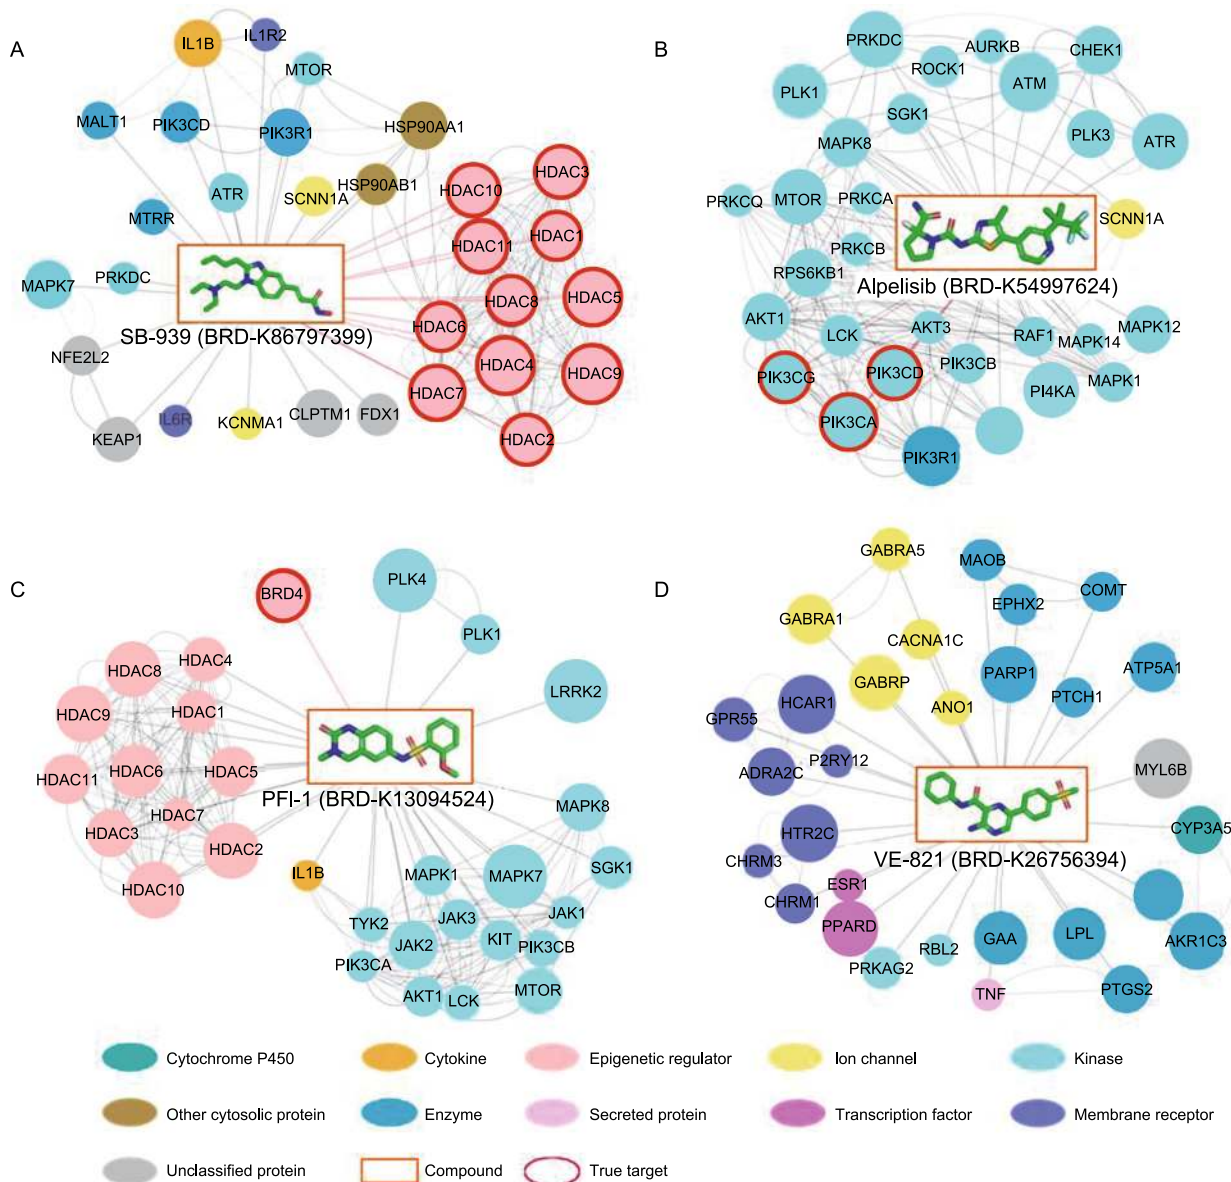 A
IL1B
IL1R2
MTOR
MALT1
PIK3CD
PIK3R1
HSP90AA1
ATR
SCNN1A
HSP90AB1
MTRR
HDAC10
HDAC3
HDAC11
HDAC1
MAPK7
PRKDC
HDAC8
HDAC5
HDAC6
SB-939 (BRD-K86797399)
NFE2L2
HDAC4
HDAC9
HDAC7
KEAP1
IL6R
KCNMA1
CLPTM1
FDX1
HDAC2
B
PRKDC
AURKB
CHEK1
ROCK1
PLK1
ATM
SGK1
PLK3
MAPK8
ATR
PRKCQ
MTOR
PRKCA
SCNN1A
PRKCB
RPS6KB1
Alpelisib (BRD-K54997624)
AKT1
LCK
AKT3
RAF1
MAPK14
MAPK12
PIK3CG
PIK3CD
PIK3CB
PI4KA
MAPK1
PIK3CA
PIK3R1
C
BRD4
PLK4
PLK1
HDAC8
HDAC4
LRRK2
HDAC9
HDAC1
HDAC11
HDAC6
HDAC5
HDAC7
PFI-1 (BRD-K13094524)
MAPK8
HDAC3
HDAC2
HDAC10
IL1B
MAPK1
MAPK7
SGK1
TYK2
JAK3
JAK1
JAK2
KIT
PIK3CB
PIK3CA
AKT1
LCK
MTOR
D
GABRA5
MAOB
COMT
EPHX2
GABRA1
CACNA1C
GABRP
PARP1
ATP5A1
PTCH1
HCAR1
ANO1
GPR55
P2RY12
ADRA2C
MYL6B
HTR2C
CYP3A5
CHRM3
VE-821 (BRD-K26756394)
ESR1
CHRM1
PPARD
PRKAG2
RBL2
GAA
LPL
AKR1C3
TNF
PTGS2
Cytochrome P450
Cytokine
Epigenetic regulator
Ion channel
Kinase
Other cytosolic protein
Enzyme
Secreted protein
Transcription factor
Membrane receptor
Unclassified protein
Compound
True target